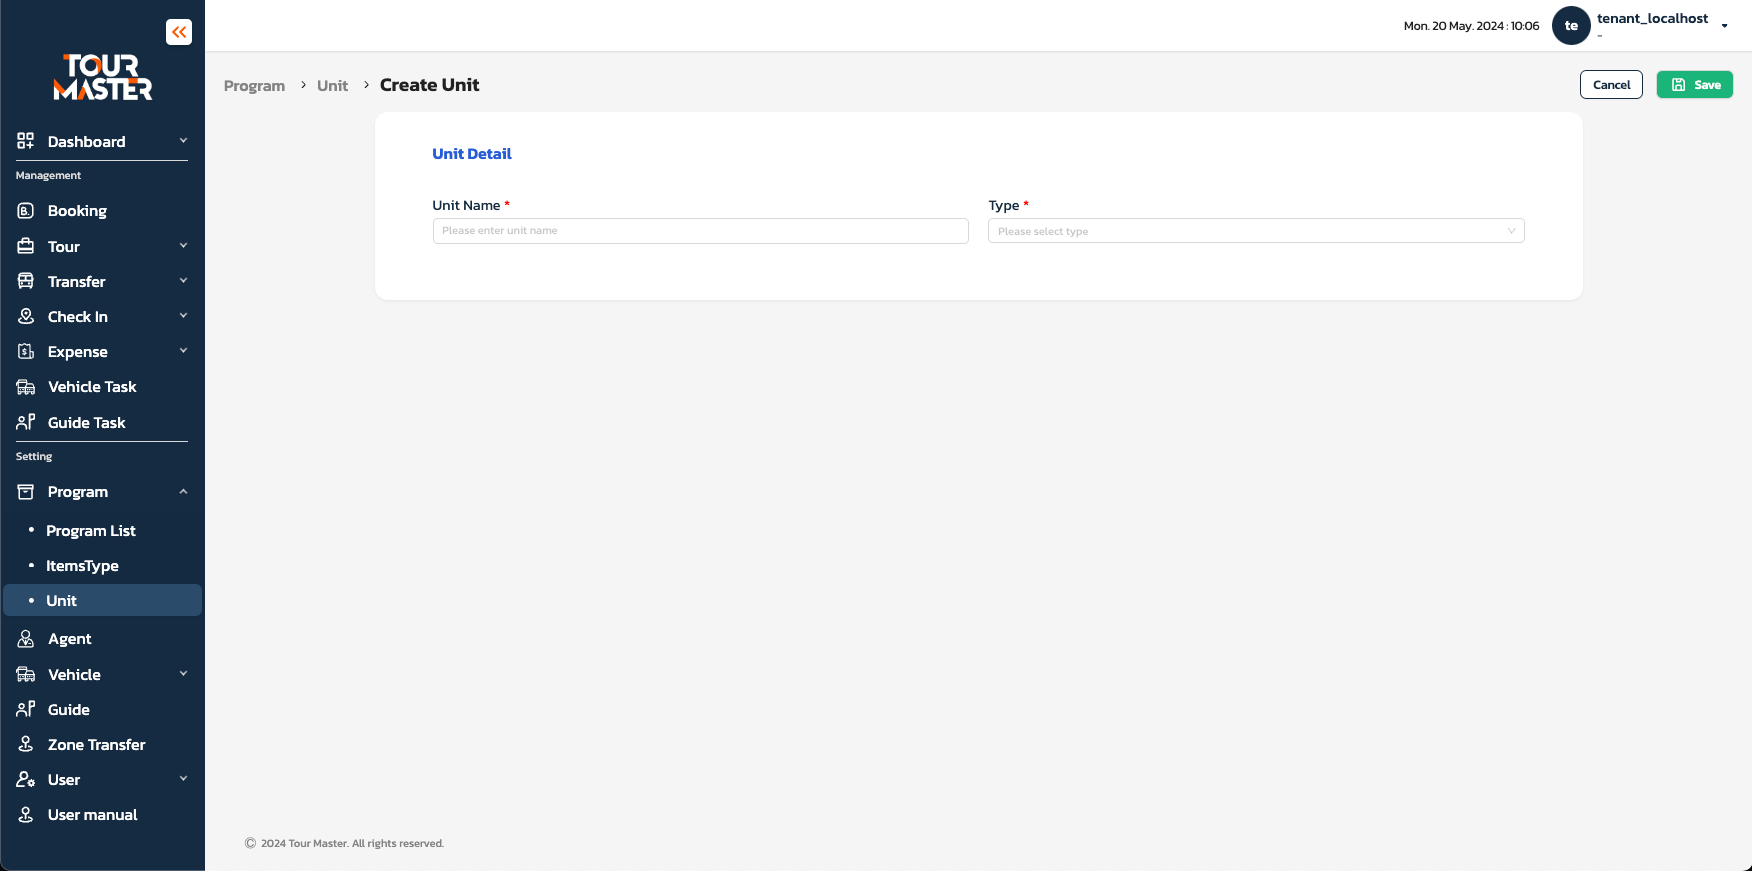 TOUR
MASTER
Dashboard
Management
Booking
Tour
Transfer
Check In
Expense
Vehicle Task
Guide Task
Setting
Program
• Program List
• ItemsType
• Unit
Agent
Vehicle
Guide
Zone Transfer
User
User manual
Mon. 20 May. 2024 : 10:06
te
tenant_localhost
-
Program > Unit > Create Unit
Cancel
Save
Unit Detail
Unit Name *
Please enter unit name
Type *
Please select type
© 2024 Tour Master. All rights reserved.